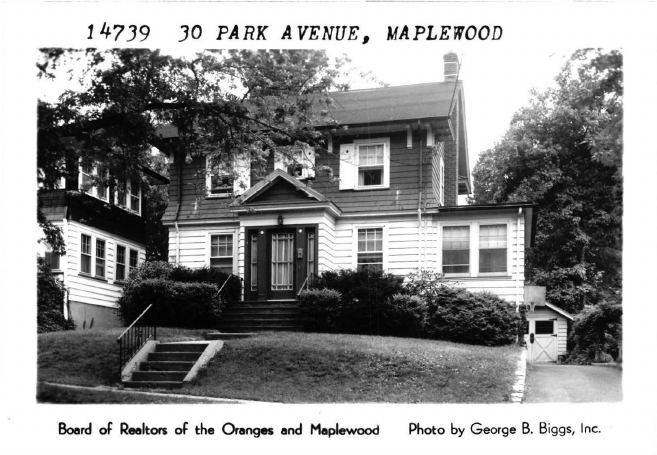 14739 30 PARK AVENUE, MAPLEWOOD
Board of Realtors of the Oranges and Maplewood Photo by George B. Biggs, Inc.